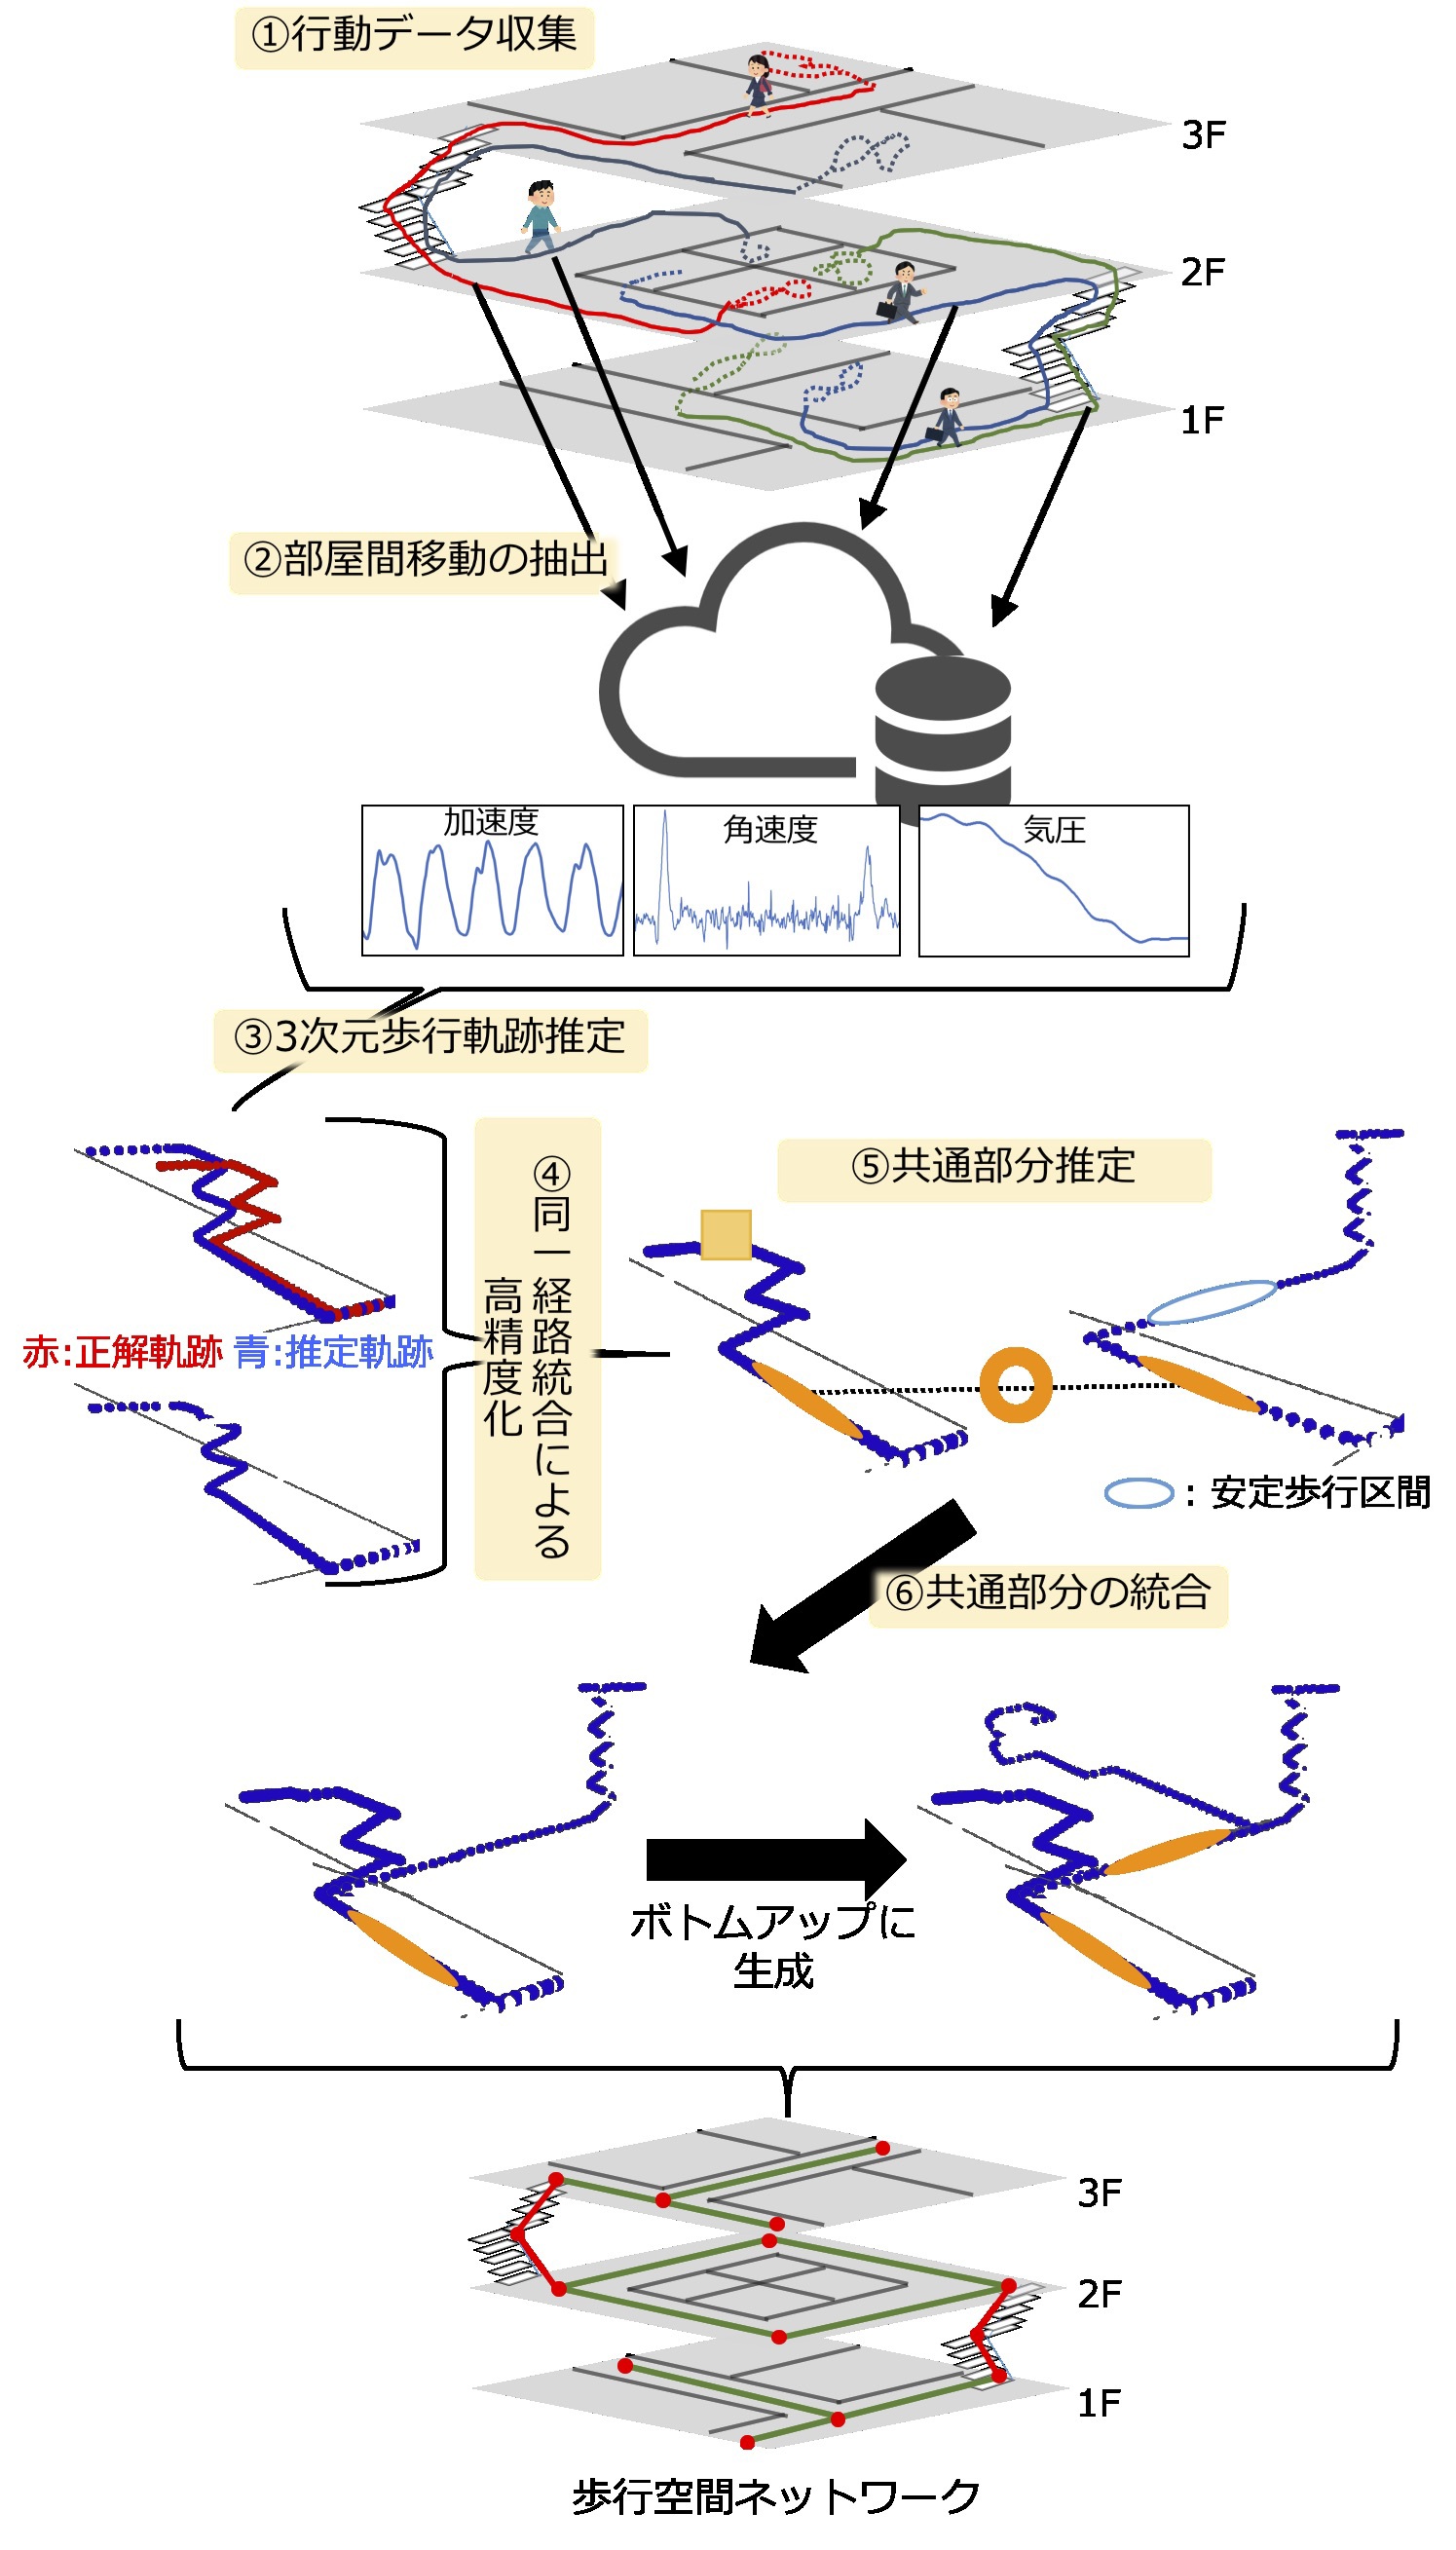 ①行動データ収集
3F
2F
1F
②部屋間移動の抽出
加速度
角速度
気圧
③3次元歩行軌跡推定
④同一経路統合による
高精度化
⑤共通部分推定
赤:正解軌跡 青:推定軌跡
：安定歩行区間
⑥共通部分の統合
ボトムアップに
生成
3F
2F
1F
歩行空間ネットワーク